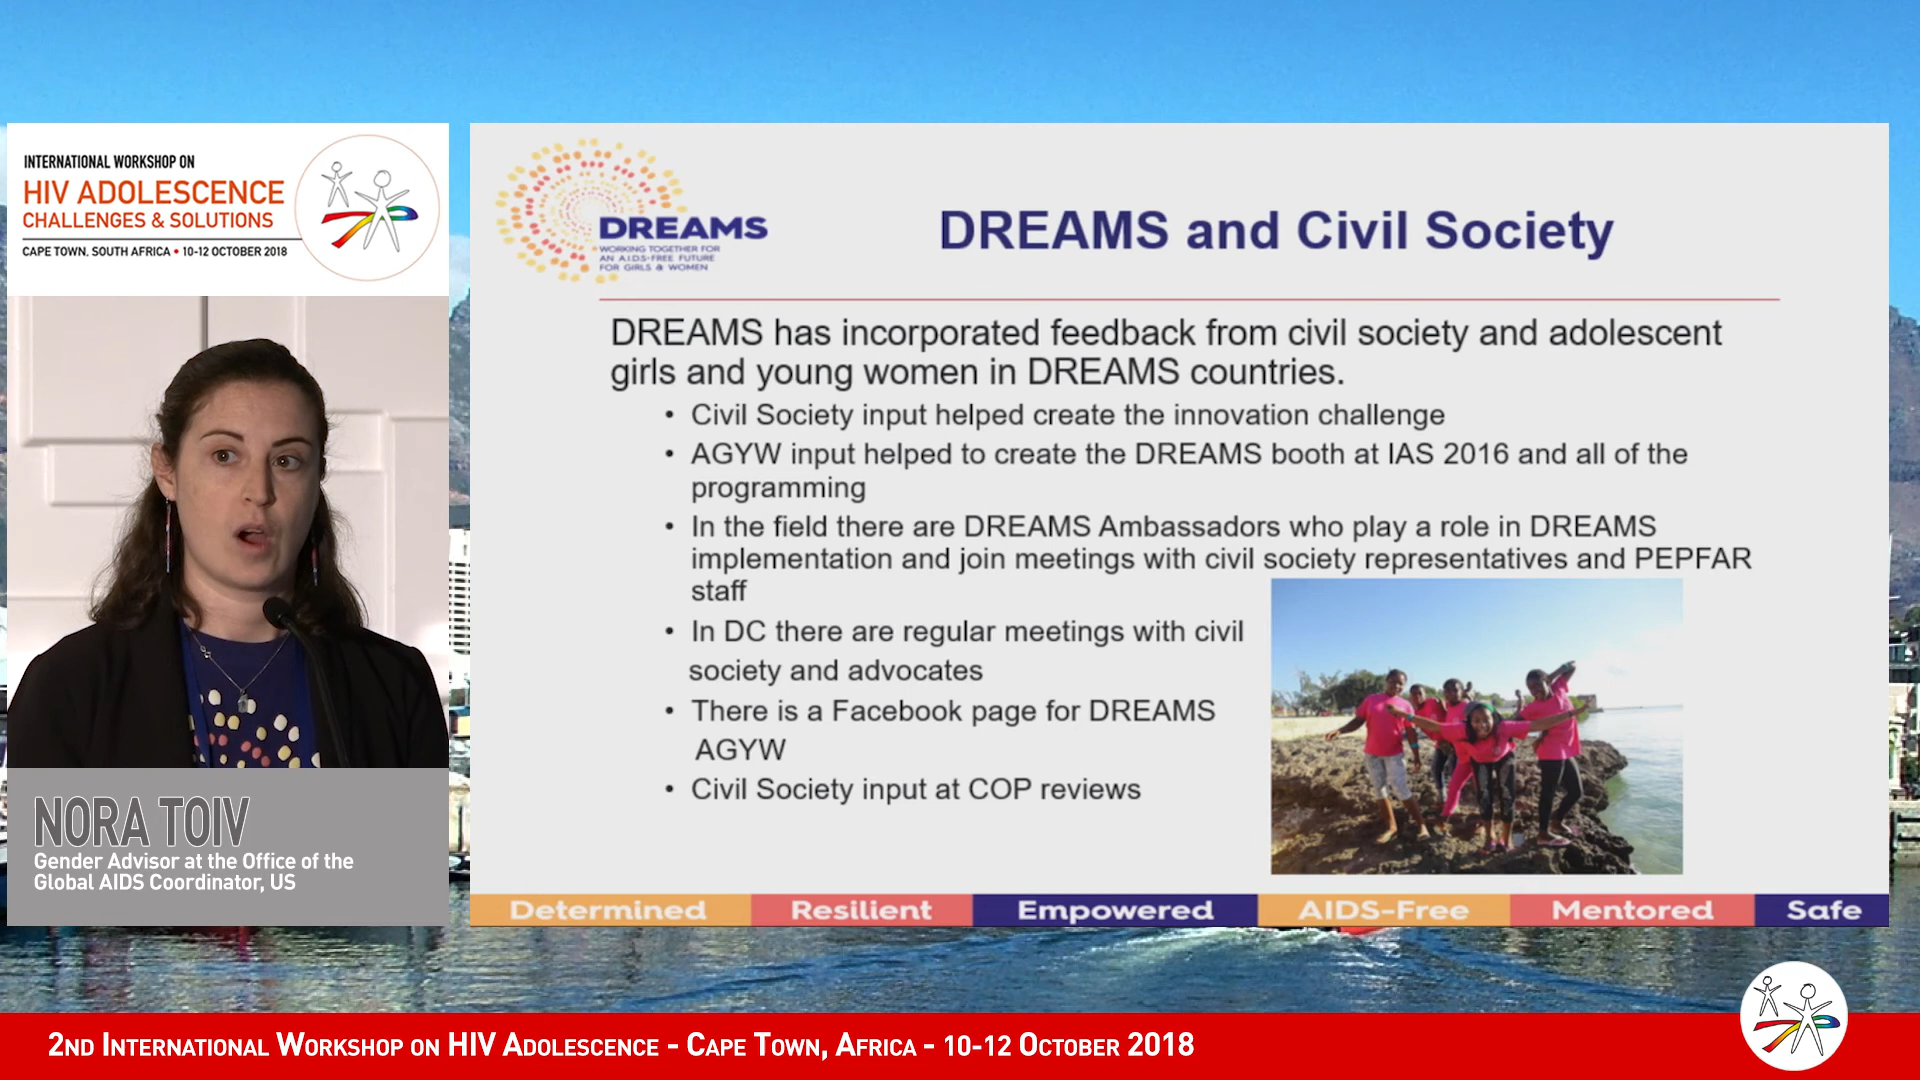 INTERNATIONAL WORKSHOP ON
HIV ADOLESCENCE
CHALLENGES & SOLUTIONS
CAPE TOWN, SOUTH AFRICA • 10-12 OCTOBER 2018
NORA TOIV
Gender Advisor at the Office of the
Global AIDS Coordinator, US
DREAMS
WORKING TOGETHER FOR
AN A.I.D.S-FREE FUTURE
FOR GIRLS & WOMEN
DREAMS and Civil Society
DREAMS has incorporated feedback from civil society and adolescent
girls and young women in DREAMS countries.
• Civil Society input helped create the innovation challenge
• AGYW input helped to create the DREAMS booth at IAS 2016 and all of the
programming
• In the field there are DREAMS Ambassadors who play a role in DREAMS
implementation and join meetings with civil society representatives and PEPFAR
staff
• In DC there are regular meetings with civil
society and advocates
• There is a Facebook page for DREAMS
AGYW
• Civil Society input at COP reviews
Determined Resilient Empowered AIDS-Free Mentored Safe
2ND INTERNATIONAL WORKSHOP ON HIV ADOLESCENCE - CAPE TOWN, AFRICA - 10-12 OCTOBER 2018